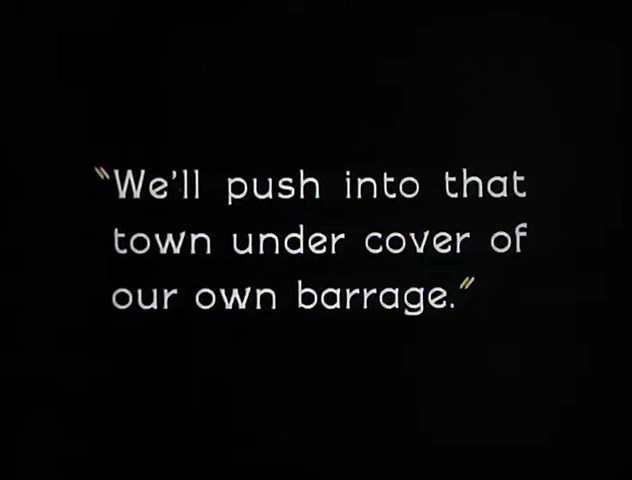 "We'll push into that
town under cover of
our own barrage."